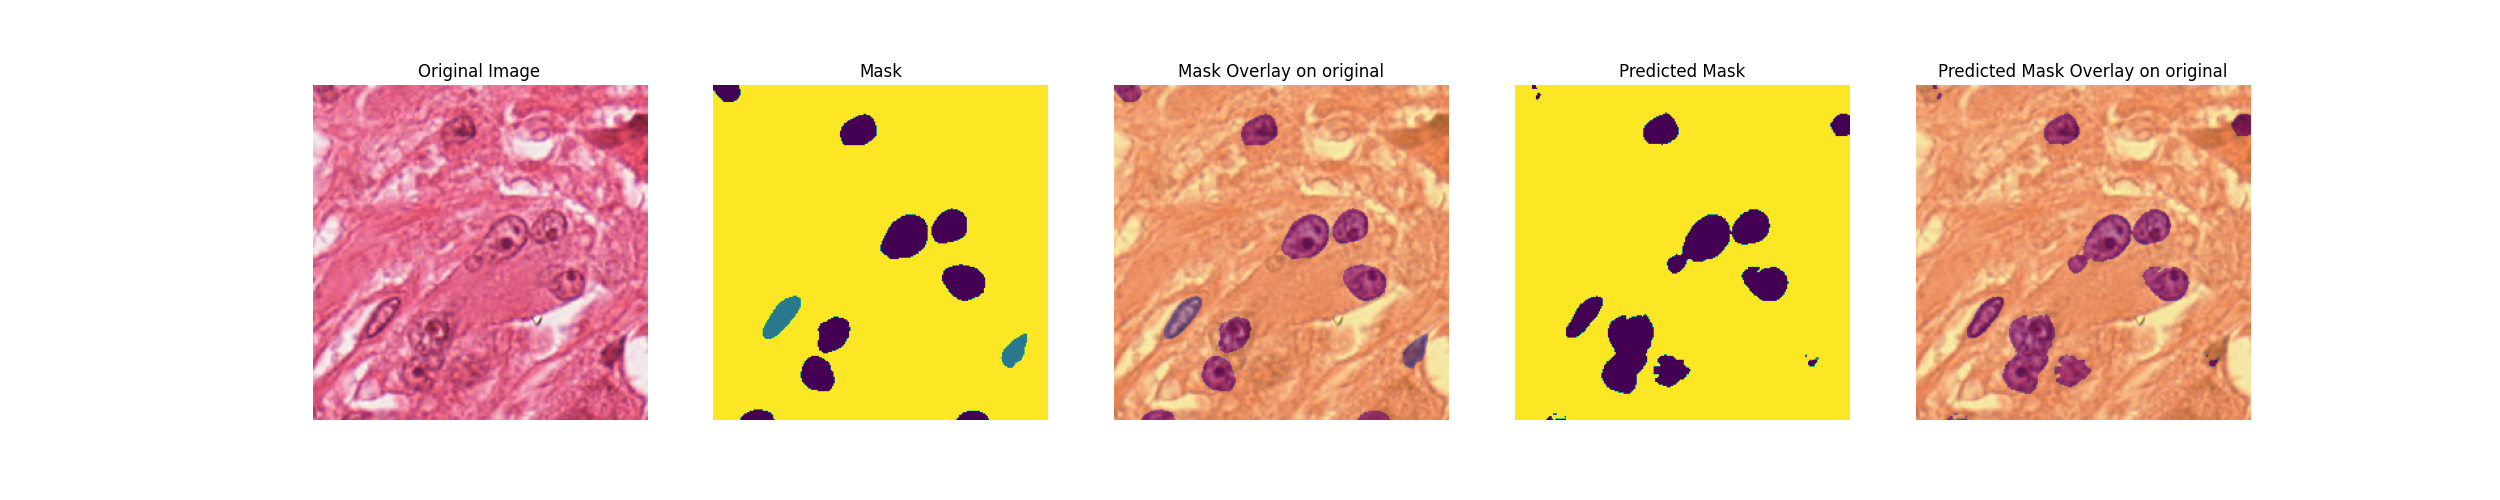 Original Image
Mask
Mask Overlay on original
Predicted Mask
Predicted Mask Overlay on original